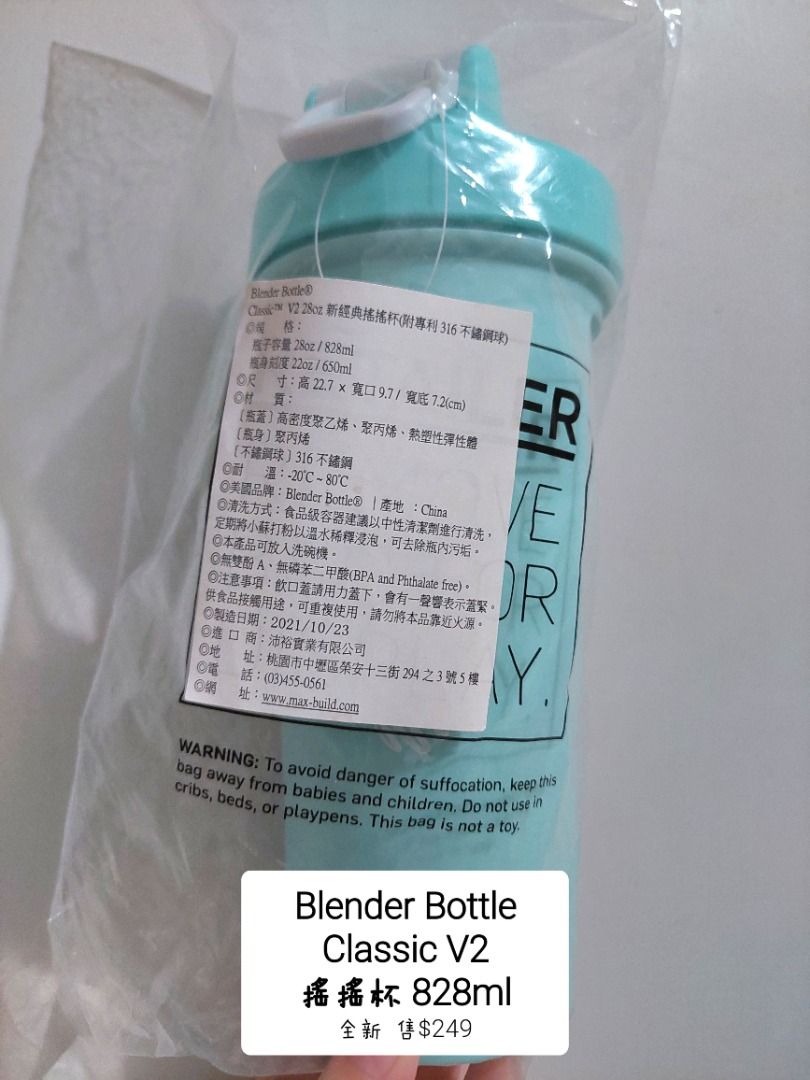 Blender Bottle®
Classic™ V2 28oz 新經典搖搖杯(附專利 316 不鏽鋼球)
◎規 格：
瓶子容量 28oz / 828ml
瓶身刻度 22oz / 650ml
◎尺 寸：高 22.7 × 寬口 9.7 / 寬底 7.2(cm)
◎材 質：
〔瓶蓋〕高密度聚乙烯、聚丙烯、熱塑性彈性體
〔瓶身〕聚丙烯
〔不鏽鋼球〕316 不鏽鋼
◎耐 溫：-20℃ ~ 80℃
◎美國品牌：Blender Bottle® ｜產地 ：China
◎清洗方式：食品級容器建議以中性清潔劑進行清洗，
定期將小蘇打粉以溫水稀釋浸泡，可去除瓶內污垢。
◎本產品可放入洗碗機。
◎無雙酚 A、無磷苯二甲酸(BPA and Phthalate free)。
◎注意事項：飲口蓋請用力蓋下，會有一聲響表示蓋緊。
供食品接觸用途，可重複使用，請勿將本品靠近火源。
◎製造日期：2021/10/23
◎進 口 商：沛裕實業有限公司
◎地 址：桃園市中壢區榮安十三街 294 之 3 號 5 樓
◎電 話：(03)455-0561
◎網 址：www.max-build.com
ER
VE
OR
AY.
WARNING: To avoid danger of suffocation, keep this
bag away from babies and children. Do not use in
cribs, beds, or playpens. This bag is not a toy.
Blender Bottle
Classic V2
搖搖杯 828ml
全新 售$249